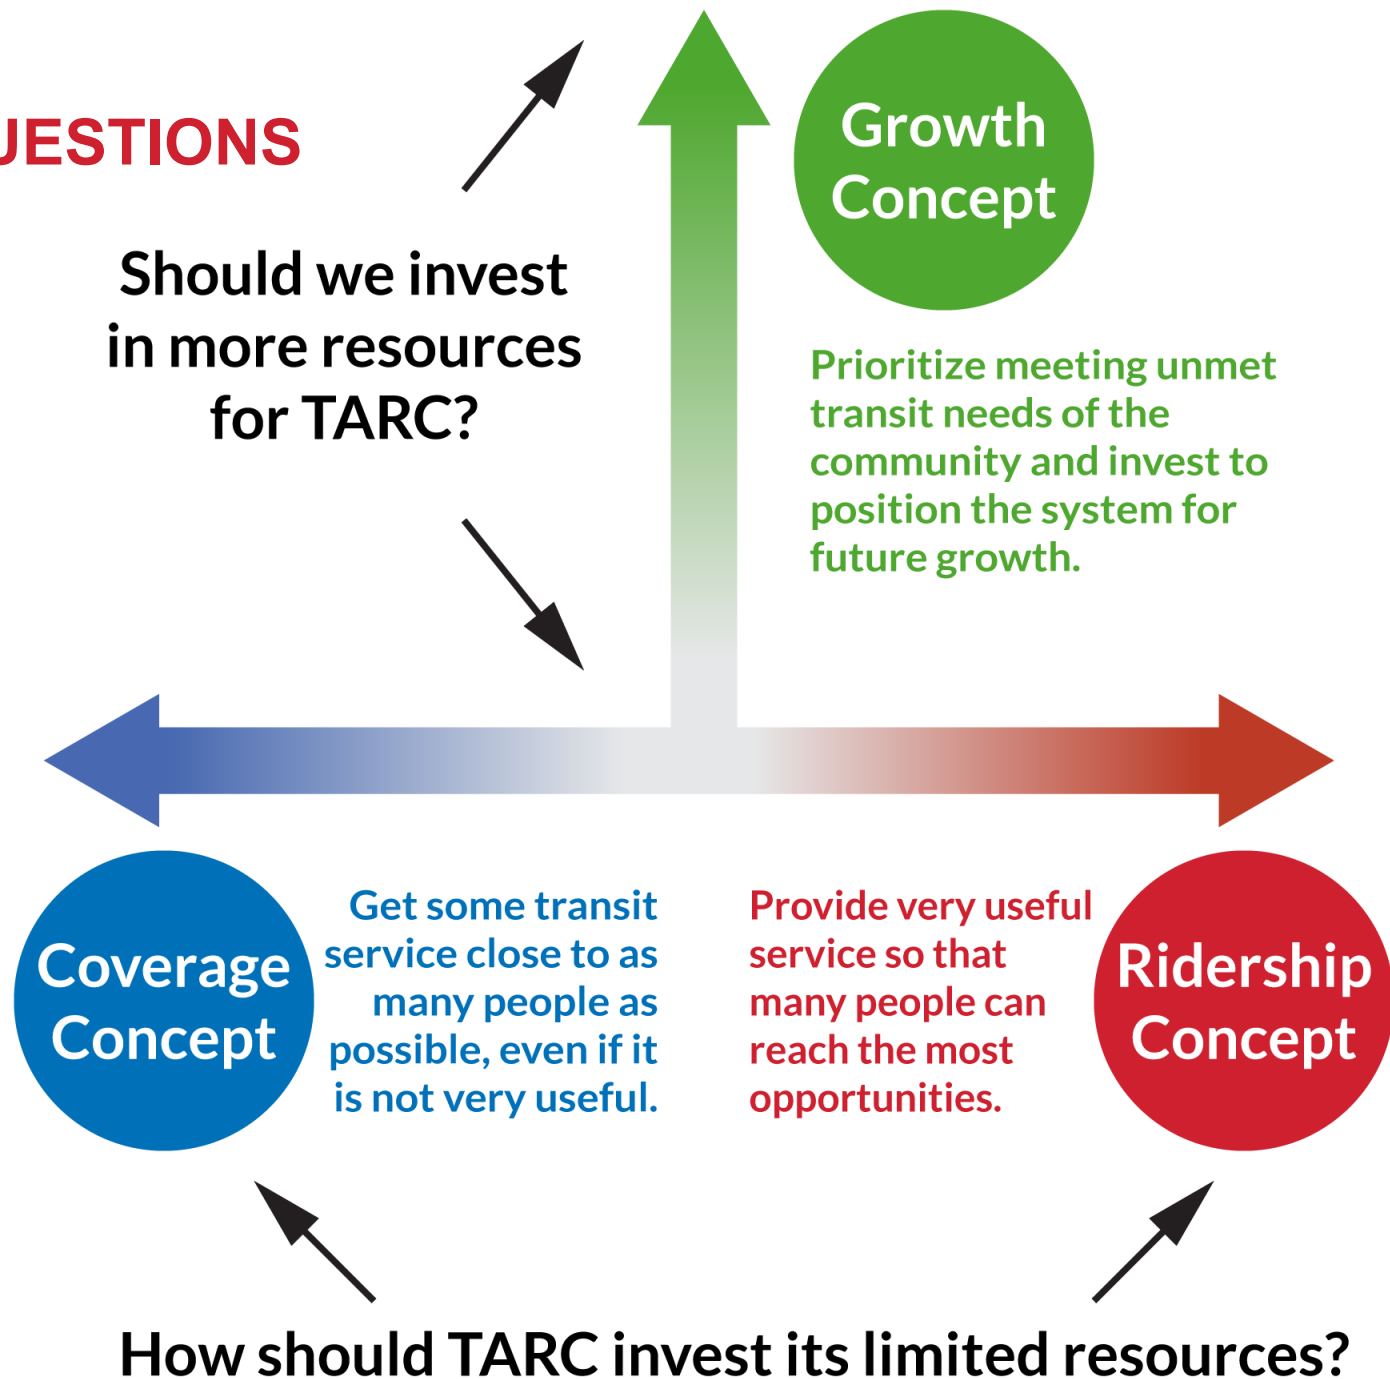 Growth
Concept
Should we invest
in more resources
for TARC?
Prioritize meeting unmet
transit needs of the
community and invest to
position the system for
future growth.
Coverage
Concept
Get some transit
service close to as
many people as
possible, even if it
is not very useful.
Provide very useful
service so that
many people can
reach the most
opportunities.
Ridership
Concept
How should TARC invest its limited resources?